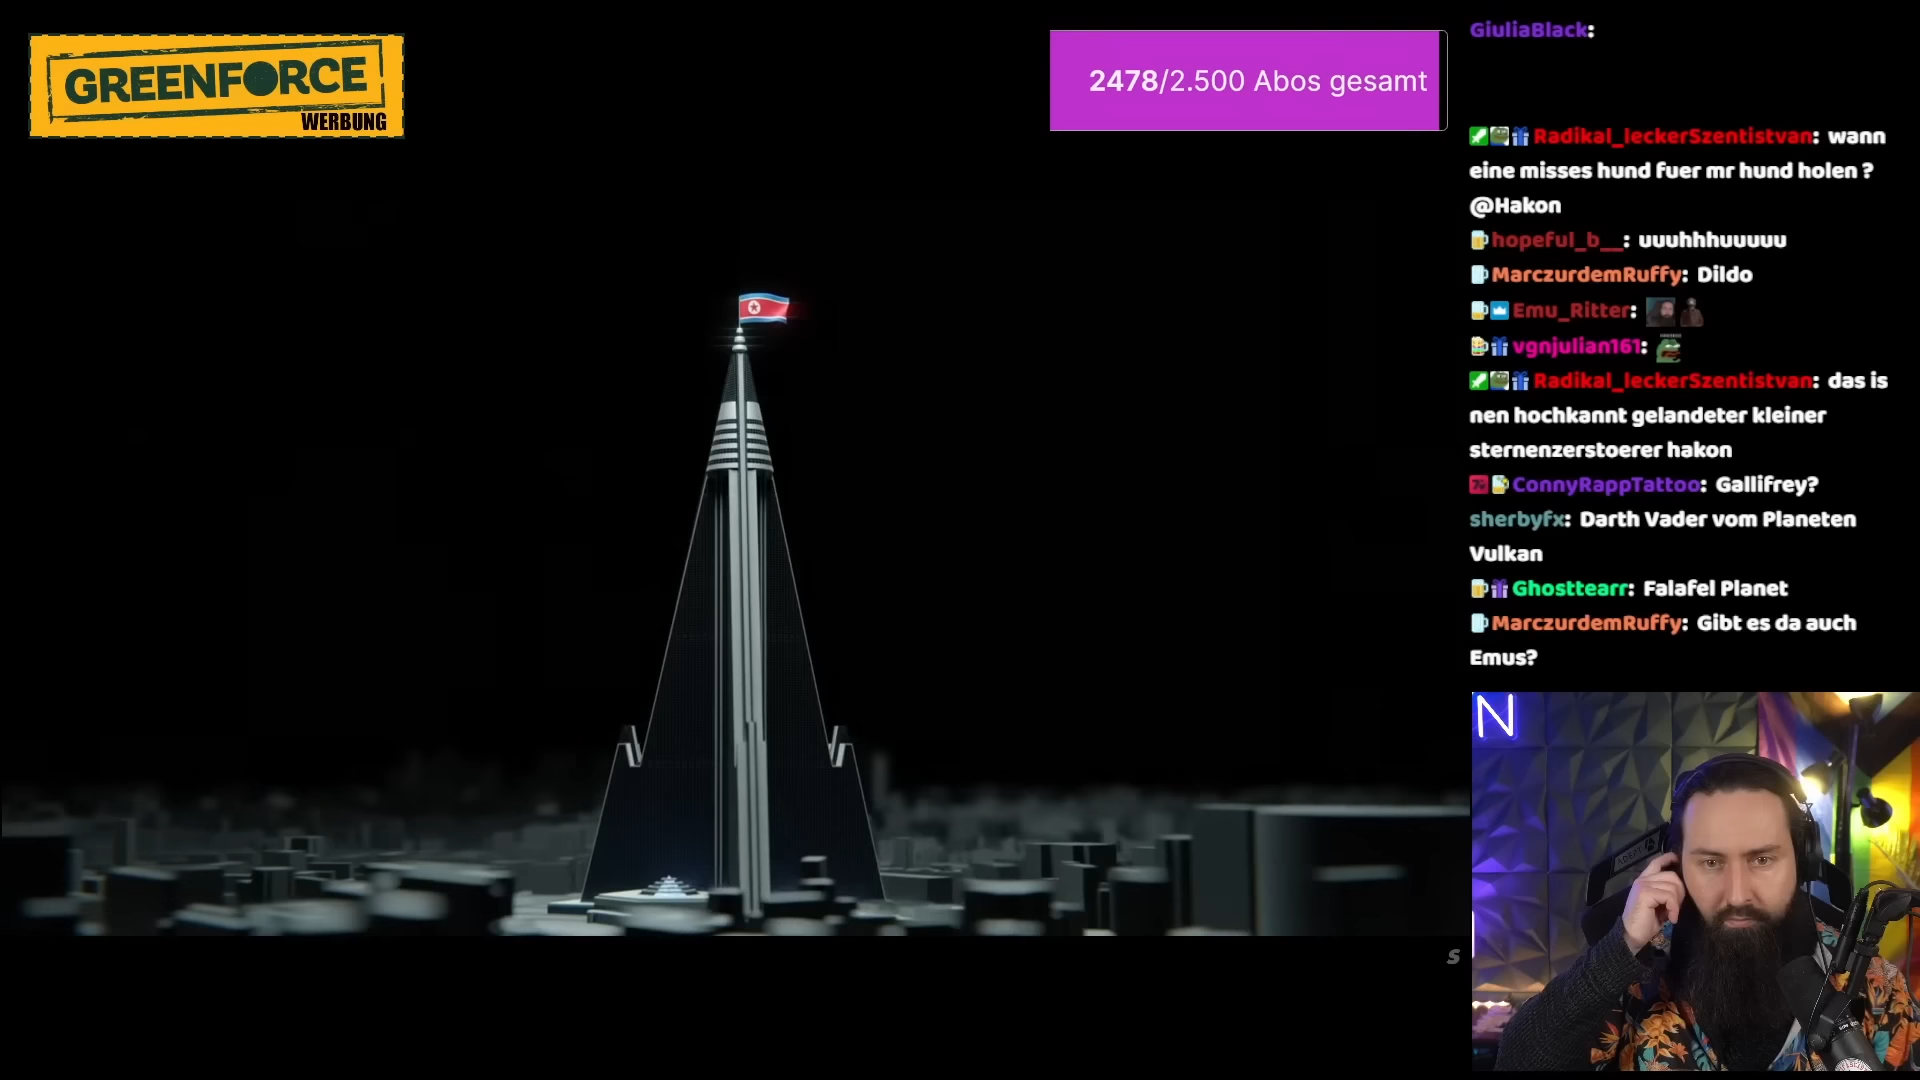 GREENFORCE
WERBUNG
2478/2.500 Abos gesamt
GiuliaBlack:
Radikal_leckerSzentistvan: wann
eine misses hund fuer mr hund holen ?
@Hakon
hopeful_b__: uuuhhhuuuuu
MarczurdemRuffy: Dildo
Emu_Ritter:
vgnjulian161:
Radikal_leckerSzentistvan: das is
nen hochkannt gelandeter kleiner
sternenzerstoerer hakon
ConnyRappTattoo: Gallifrey?
sherbyfx: Darth Vader vom Planeten
Vulkan
Ghosttearr: Falafel Planet
MarczurdemRuffy: Gibt es da auch
Emus?
N
S